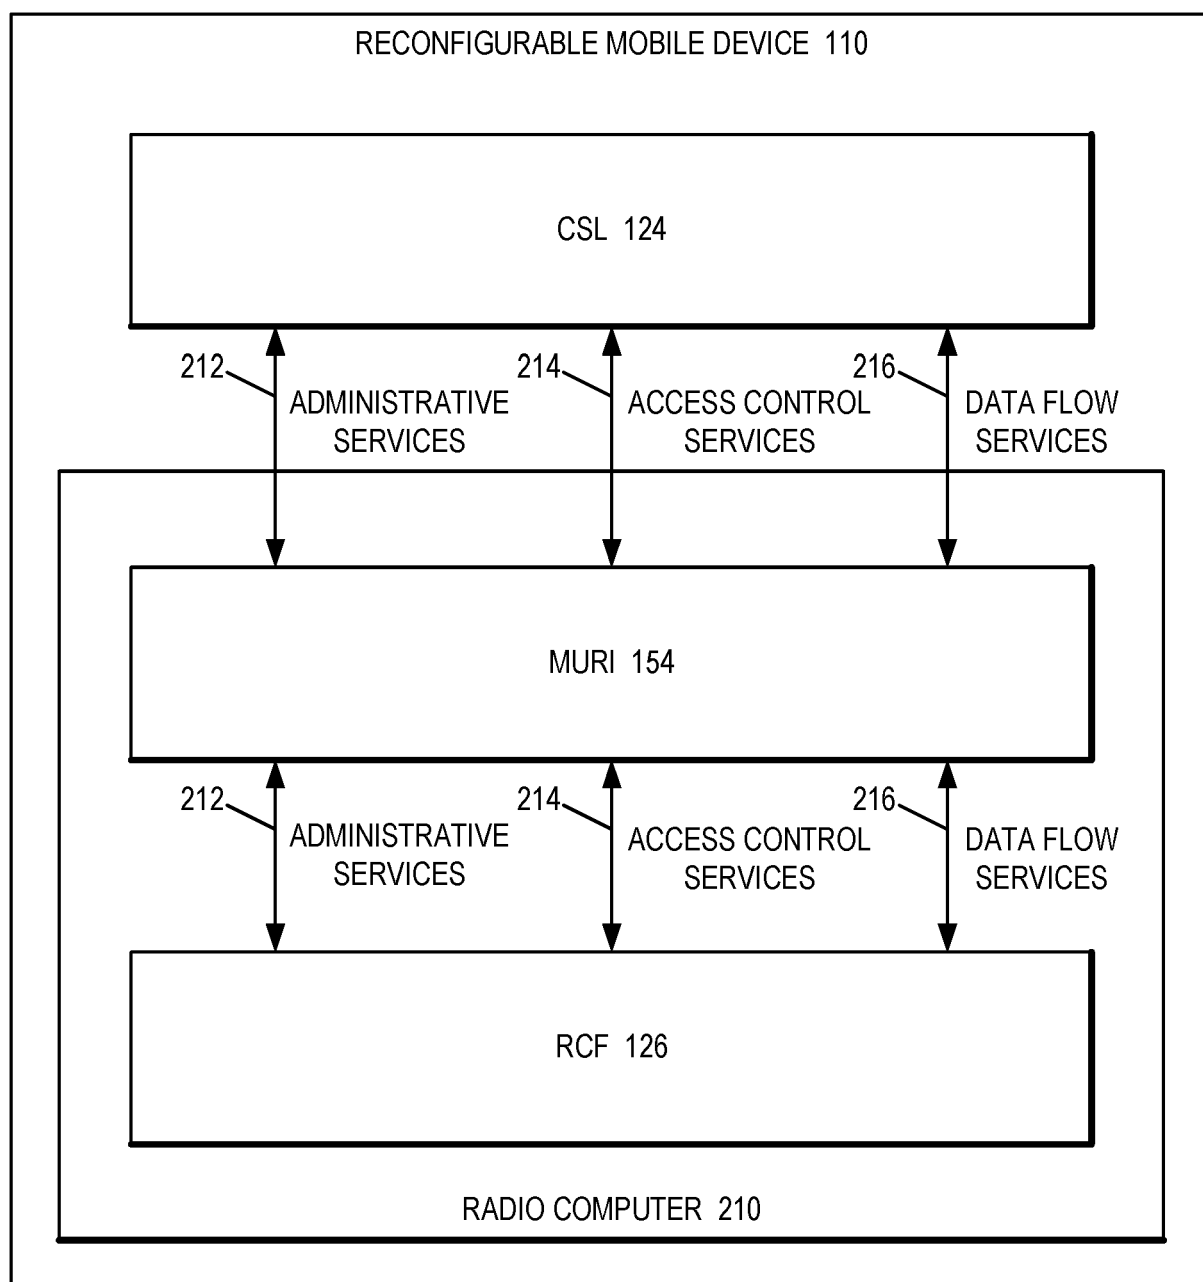 RECONFIGURABLE MOBILE DEVICE 110
CSL 124
212
214
216
ADMINISTRATIVE
SERVICES
ACCESS CONTROL
SERVICES
DATA FLOW
SERVICES
MURI 154
212
214
216
ADMINISTRATIVE
SERVICES
ACCESS CONTROL
SERVICES
DATA FLOW
SERVICES
RCF 126
RADIO COMPUTER 210